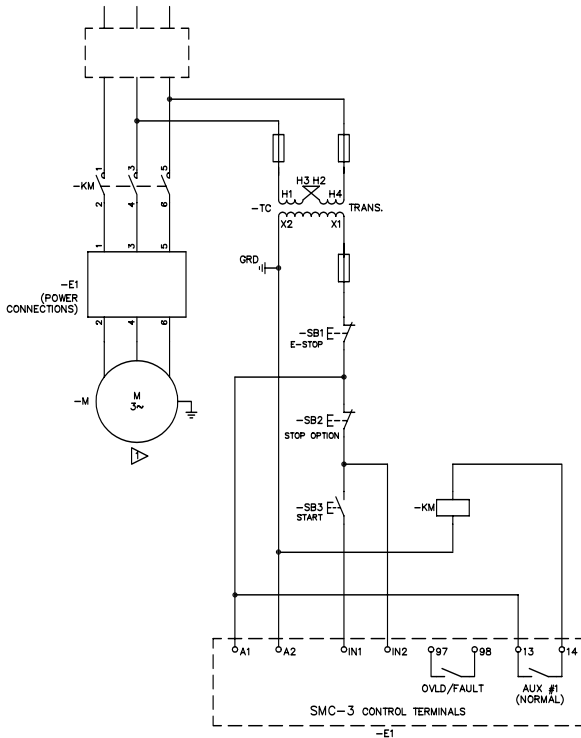 1 3 5
-KM
2 4 6
H3 H2
H1 H4
-TC TRANS.
X2 X1
1 3 5
GRD
-E1
(POWER
CONNECTIONS)
2 4 6
-SB1
E-STOP
-M
M
3~
1
-SB2
STOP OPTION
-SB3
START
-KM
A1 A2 IN1 IN2 97 98 13 14
OVLD/FAULT
AUX #1
(NORMAL)
SMC-3 CONTROL TERMINALS
-E1